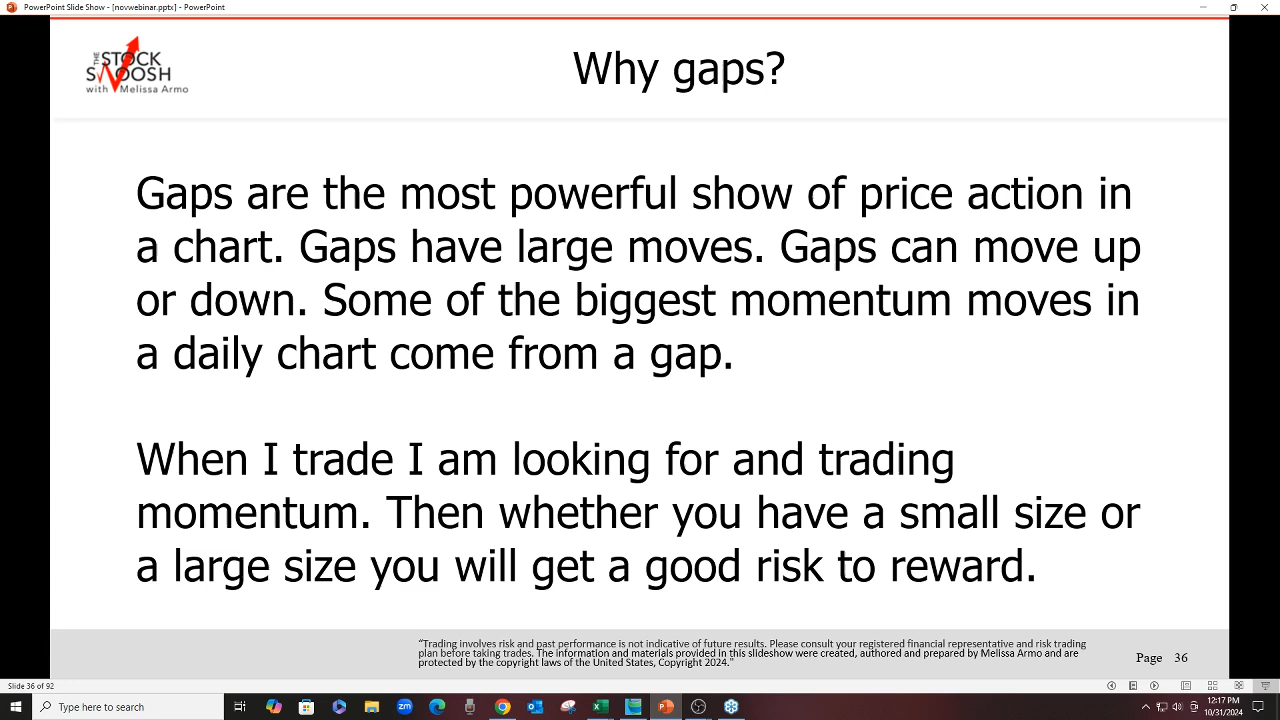 PowerPoint Slide Show - [novwebinar.pptx] - PowerPoint
THE
STOCK
SWOOSH
with Melissa Armo
Why gaps?
Gaps are the most powerful show of price action in
a chart. Gaps have large moves. Gaps can move up
or down. Some of the biggest momentum moves in
a daily chart come from a gap.
When I trade I am looking for and trading
momentum. Then whether you have a small size or
a large size you will get a good risk to reward.
"Trading involves risk and past performance is not indicative of future results. Please consult your registered financial representative and risk trading
plan before taking trades. The information and materials provided in this slideshow were created, authored and prepared by Melissa Armo and are
protected by the copyright laws of the United States, Copyright 2024."
Page 36
Slide 36 of 92
Type here to search
zm
12:17 PM
10/31/2024